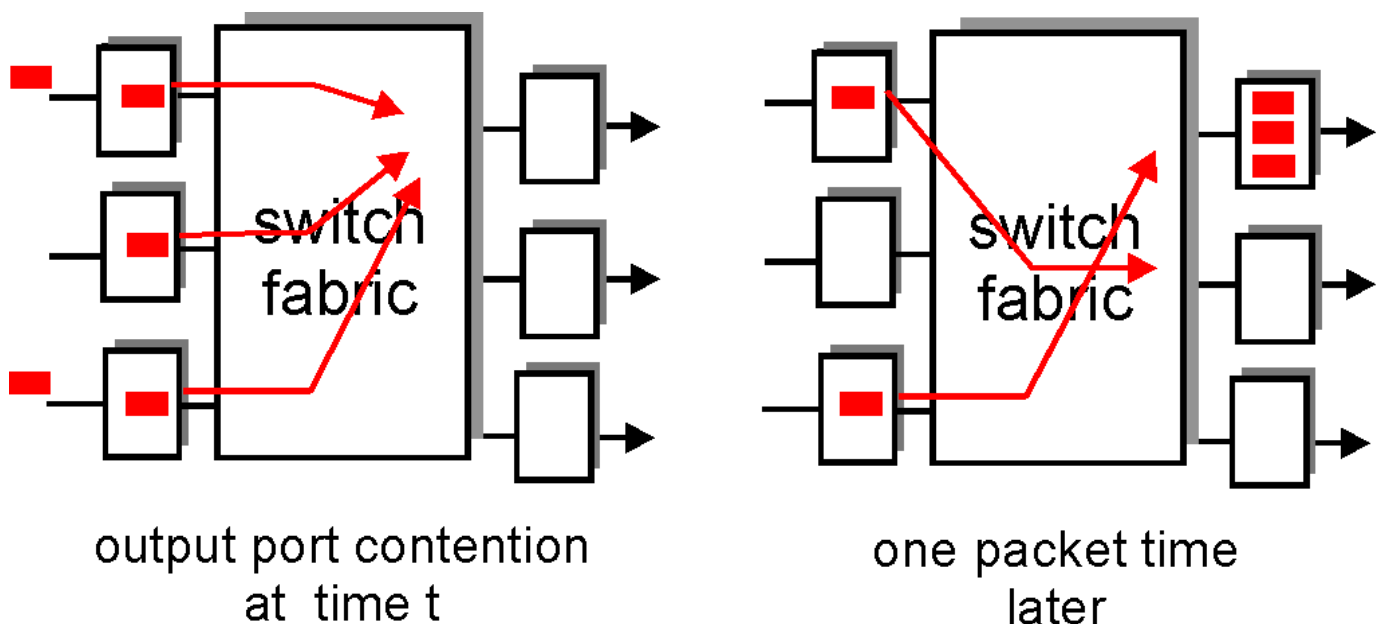 switch
fabric
output port contention
at time t
switch
fabric
one packet time
later